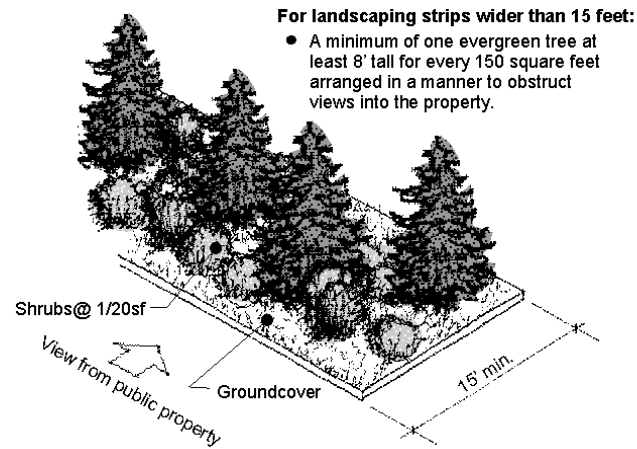 For landscaping strips wider than 15 feet:
● A minimum of one evergreen tree at
least 8' tall for every 150 square feet
arranged in a manner to obstruct
views into the property.
Shrubs@ 1/20sf
View from public property
Groundcover
15' min.